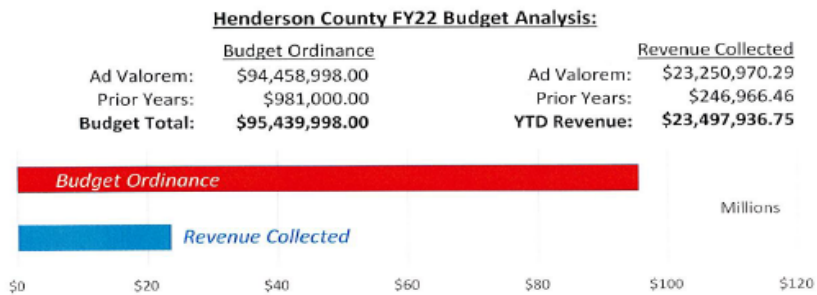 Henderson County FY22 Budget Analysis:
Budget Ordinance Revenue Collected
Ad Valorem: $94,458,998.00 Ad Valorem: $23,250,970.29
Prior Years: $981,000.00 Prior Years: $246,966.46
Budget Total: $95,439,998.00 YTD Revenue: $23,497,936.75
Budget Ordinance
Millions
Revenue Collected
$0 $20 $40 $60 $80 $100 $120